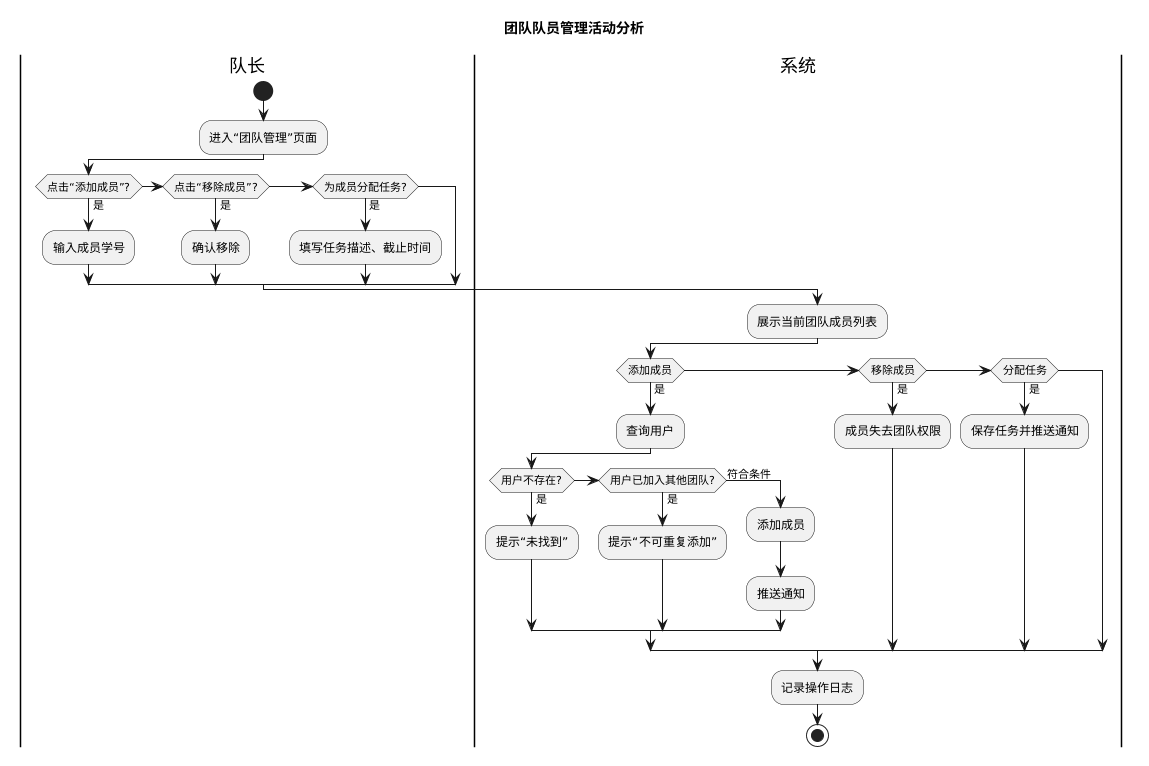 团队队员管理活动分析
队长
系统
进入“团队管理”页面
点击“添加成员”?
点击“移除成员”?
为成员分配任务?
是
是
是
输入成员学号
确认移除
填写任务描述、截止时间
展示当前团队成员列表
添加成员
移除成员
分配任务
是
是
是
查询用户
成员失去团队权限
保存任务并推送通知
用户不存在?
用户已加入其他团队?
符合条件
是
是
提示“未找到”
提示“不可重复添加”
添加成员
推送通知
记录操作日志